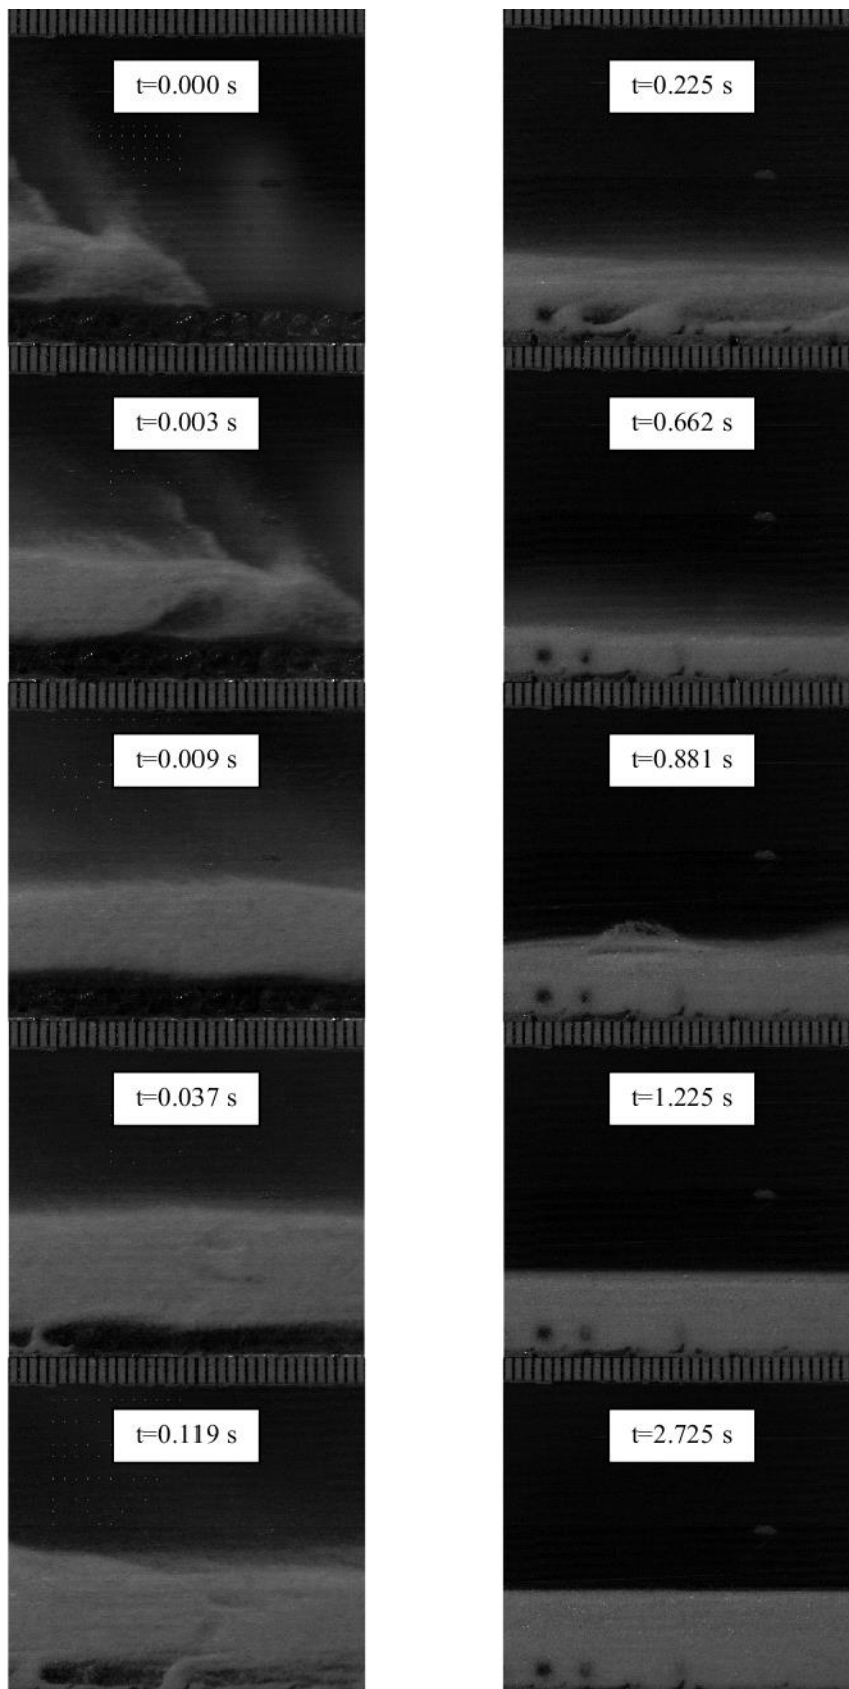 t=0.000 s
t=0.003 s
t=0.009 s
t=0.037 s
t=0.119 s
t=0.225 s
t=0.662 s
t=0.881 s
t=1.225 s
t=2.725 s